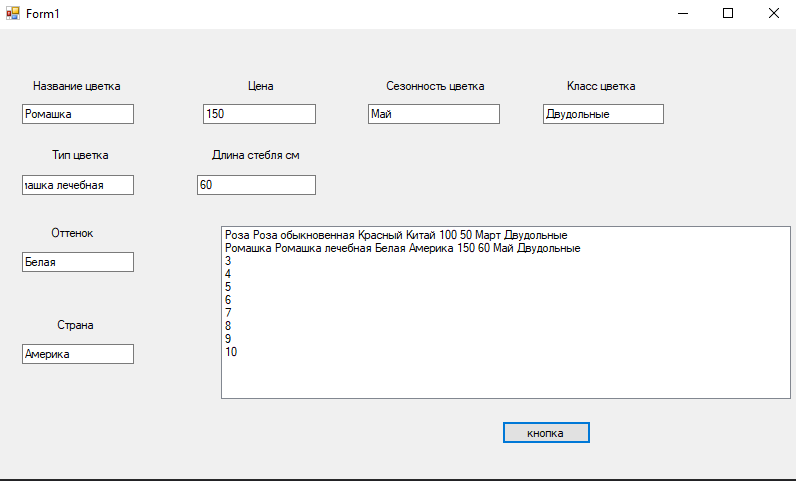 Form1
Название цветка Цена Сезонность цветка Класс цветка
Ромашка 150 Май Двудольные
Тип цветка Длина стебля см
машка лечебная 60
Оттенок
Белая
Роза Роза обыкновенная Красный Китай 100 50 Март Двудольные
Ромашка Ромашка лечебная Белая Америка 150 60 Май Двудольные
3
4
5
6
7
8
9
10
Страна
Америка
кнопка